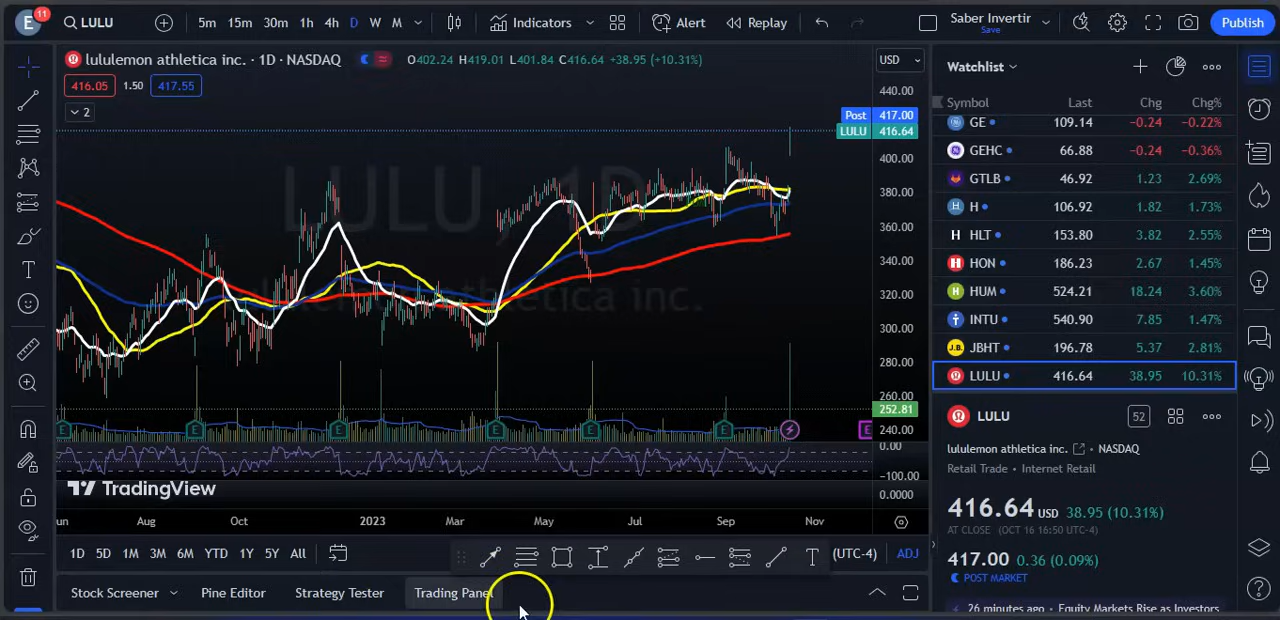 E 11 LULU 5m 15m 30m 1h 4h D W M Indicators Alert Replay Saber Invertir Save Publish
lululemon athletica inc. · 1D · NASDAQ O402.24 H419.01 L401.84 C416.64 +38.95 (+10.31%) USD
416.05 1.50 417.55
2
LULU, 1D
lululemon athletica inc.
440.00
Post 417.00
LULU 416.64
400.00
380.00
360.00
340.00
320.00
300.00
280.00
260.00
252.81
240.00
E E E E E E E
0.00
−100.00
0.0000
TradingView
Aug Oct 2023 Mar May Jul Sep Nov
1D 5D 1M 3M 6M YTD 1Y 5Y All (UTC-4) ADJ
Stock Screener Pine Editor Strategy Tester Trading Panel
Watchlist
Symbol Last Chg Chg%
GE 109.14 −0.24 −0.22%
GEHC 66.88 −0.24 −0.36%
GTLB 46.92 1.23 2.69%
H 106.92 1.82 1.73%
HLT 153.80 3.82 2.55%
HON 186.23 2.67 1.45%
HUM 524.21 18.24 3.60%
INTU 540.90 7.85 1.47%
JBHT 196.78 5.37 2.81%
LULU 416.64 38.95 10.31%
LULU 52
lululemon athletica inc. · NASDAQ
Retail Trade · Internet Retail
416.64 USD 38.95 (10.31%)
AT CLOSE (OCT 16 16:50 UTC-4)
417.00 0.36 (0.09%)
POST MARKET
26 minutes ago · Equity Markets Rise as Investors